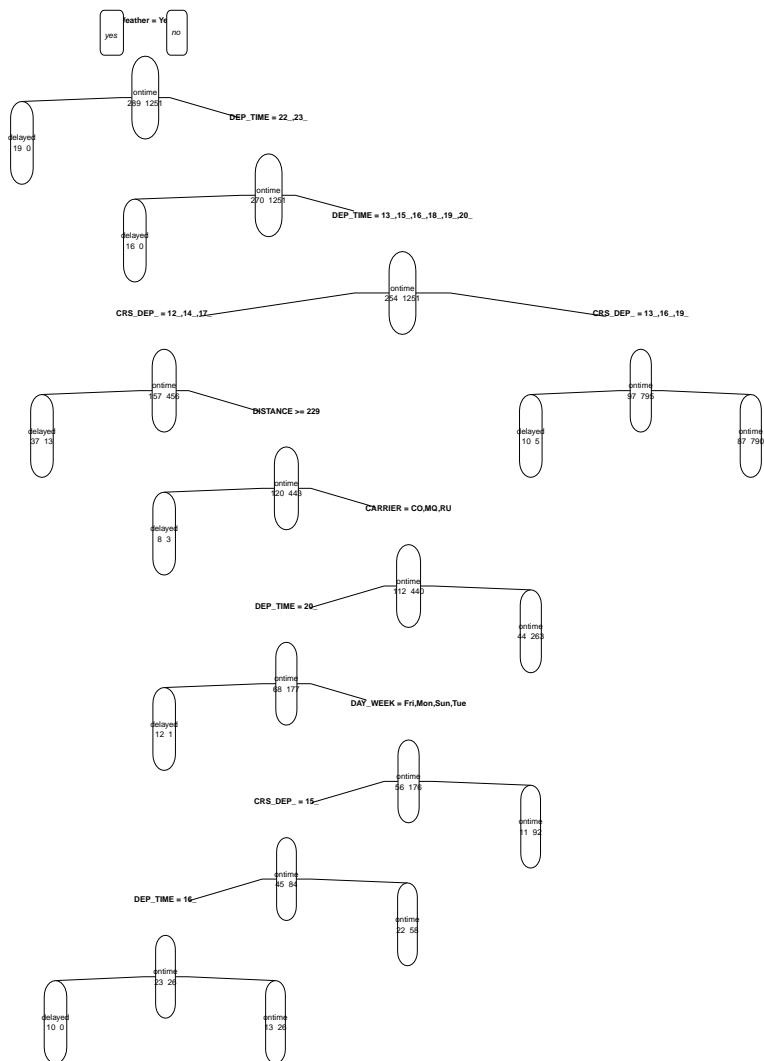 Weather = Yes
yes
no
ontime
289 1251
DEP_TIME = 22_,23_
delayed
19 0
ontime
270 1251
DEP_TIME = 13_,15_,16_,18_,19_,20_
delayed
16 0
ontime
254 1251
CRS_DEP_ = 12_,14_,17_
CRS_DEP_ = 13_,16_,19_
ontime
157 456
ontime
97 795
DISTANCE >= 229
delayed
37 13
delayed
10 5
ontime
87 790
ontime
120 443
CARRIER = CO,MQ,RU
delayed
8 3
ontime
112 440
DEP_TIME = 20_
ontime
44 263
ontime
68 177
DAY_WEEK = Fri,Mon,Sun,Tue
delayed
12 1
ontime
56 176
CRS_DEP_ = 15_
ontime
11 92
ontime
45 84
DEP_TIME = 16_
ontime
22 58
ontime
23 26
delayed
10 0
ontime
13 26